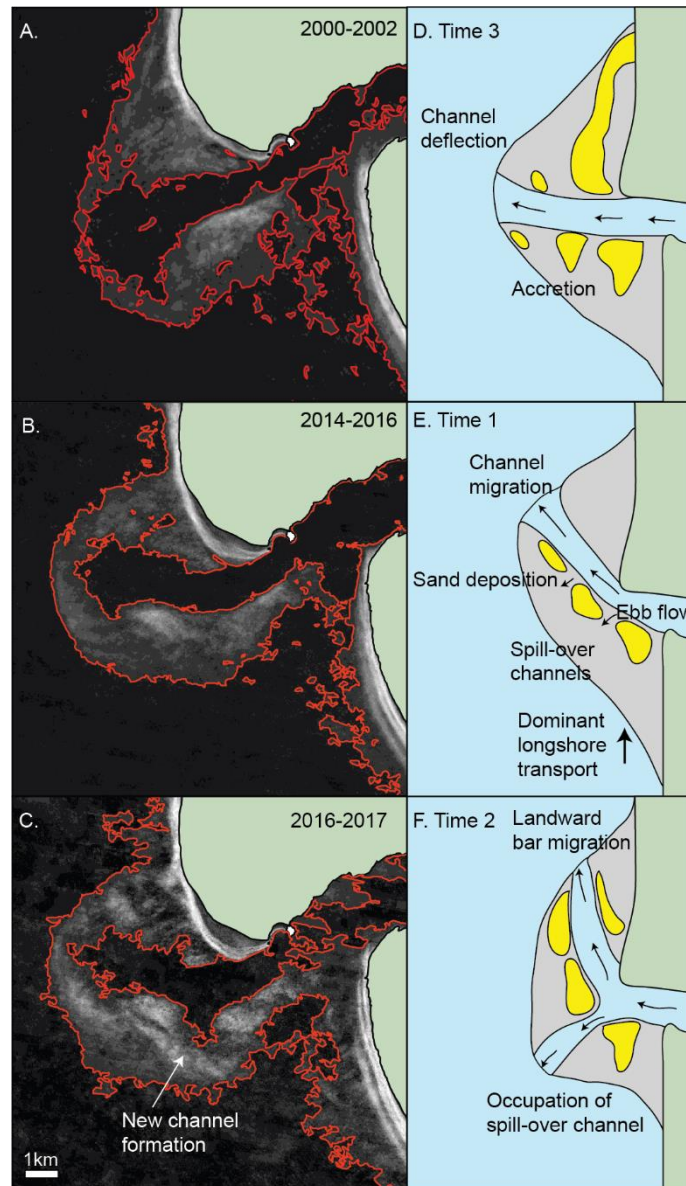 A.
2000-2002
D. Time 3
Channel
deflection
Accretion
B.
2014-2016
E. Time 1
Channel
migration
Sand deposition
Ebb flow
Spill-over
channels
Dominant
longshore
transport
C.
2016-2017
F. Time 2
Landward
bar migration
New channel
formation
1km
Occupation of
spill-over channel